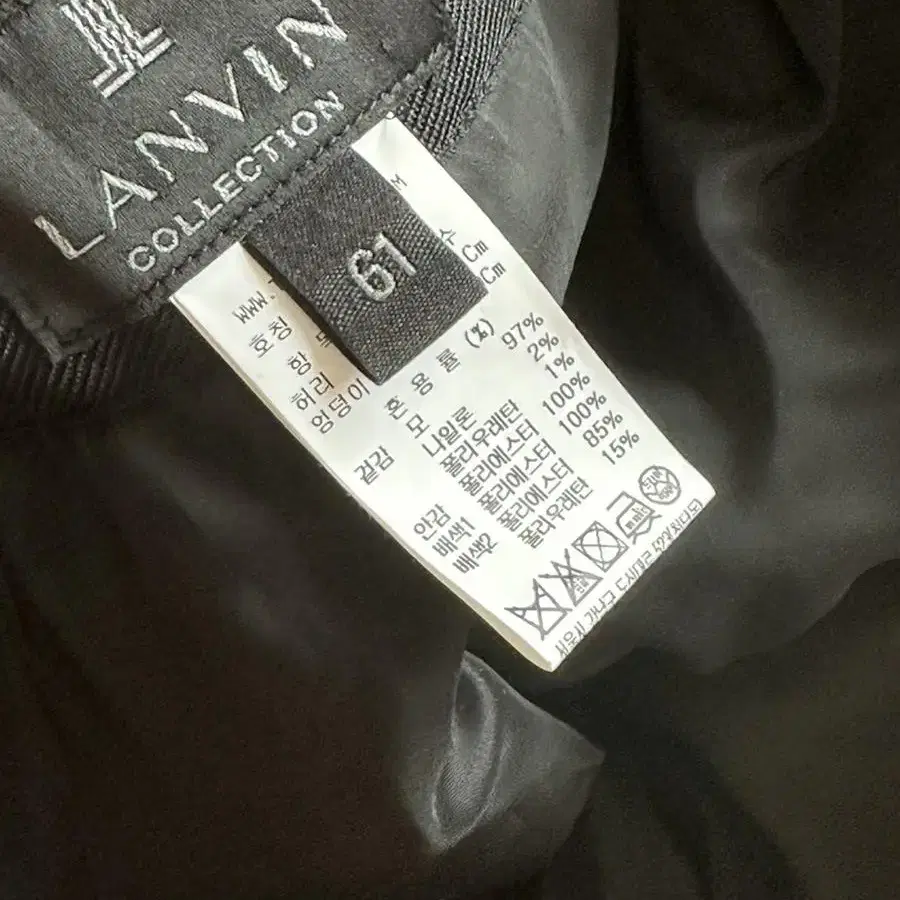 LANVIN
COLLECTION
61
호칭
허리
엉덩이
혼용률(%)
겉감 모 97%
나일론 2%
폴리우레탄 1%
안감 폴리에스터 100%
배색1 폴리에스터 100%
배색2 폴리에스터 85%
폴리우레탄 15%